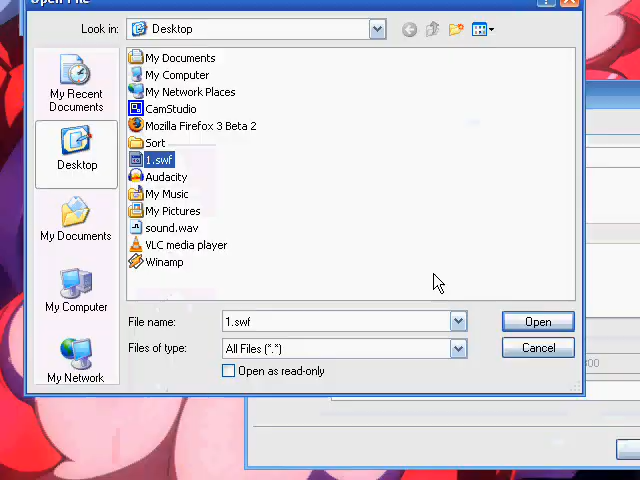 Open File
Look in: Desktop
My Recent
Documents
Desktop
My Documents
My Computer
My Network
My Documents
My Computer
My Network Places
CamStudio
Mozilla Firefox 3 Beta 2
Sort
1.swf
Audacity
My Music
My Pictures
sound.wav
VLC media player
Winamp
File name: 1.swf Open
Files of type: All Files (*.*) Cancel
Open as read-only